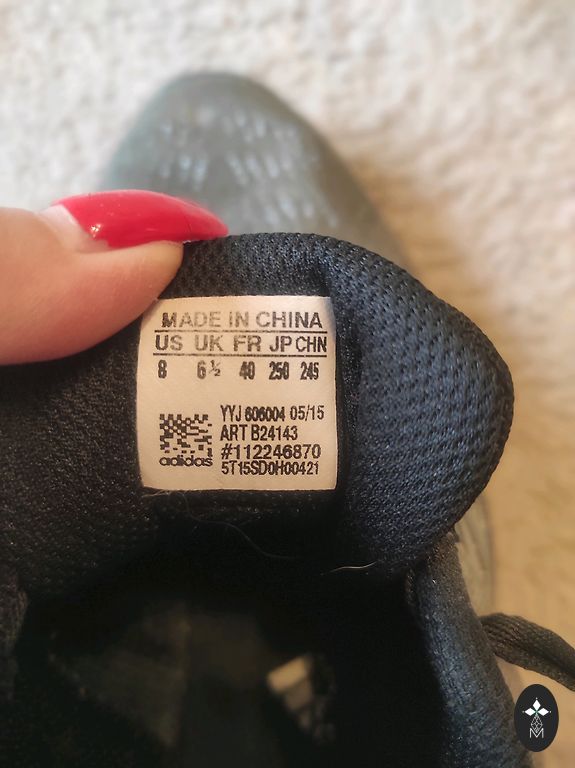 MADE IN CHINA
US UK FR JP CHN
8 6½ 40 250 245
YYJ 606004 05/15
ART B24143
#112246870
5T15SD0H00421
adidas
M